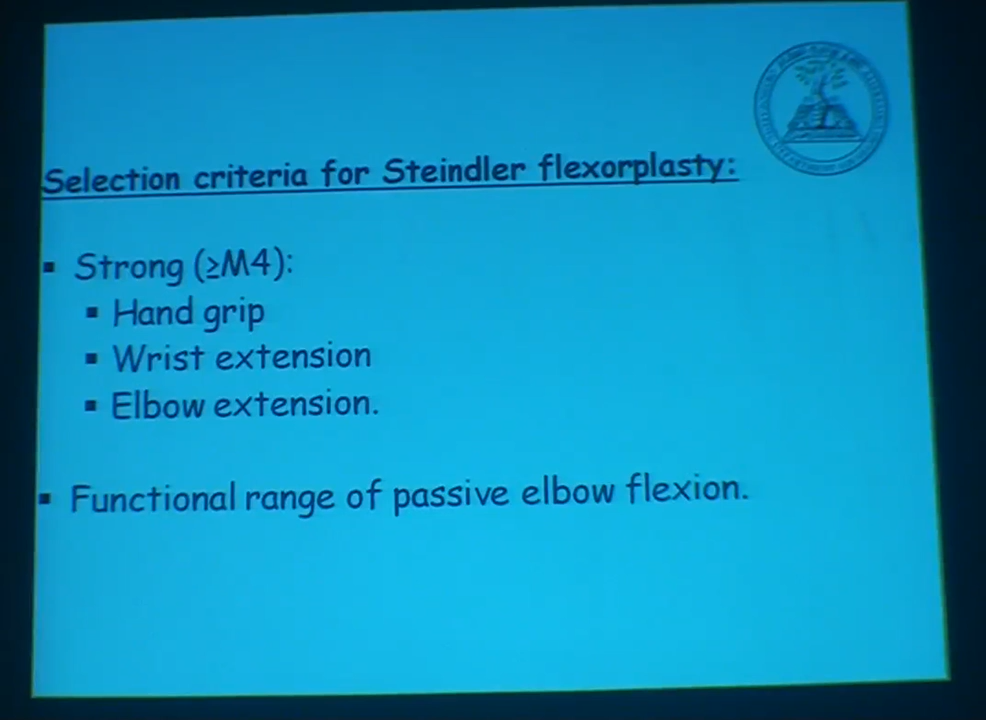 Selection criteria for Steindler flexorplasty:
▪ Strong (≥M4):
▪ Hand grip
▪ Wrist extension
▪ Elbow extension.
▪ Functional range of passive elbow flexion.